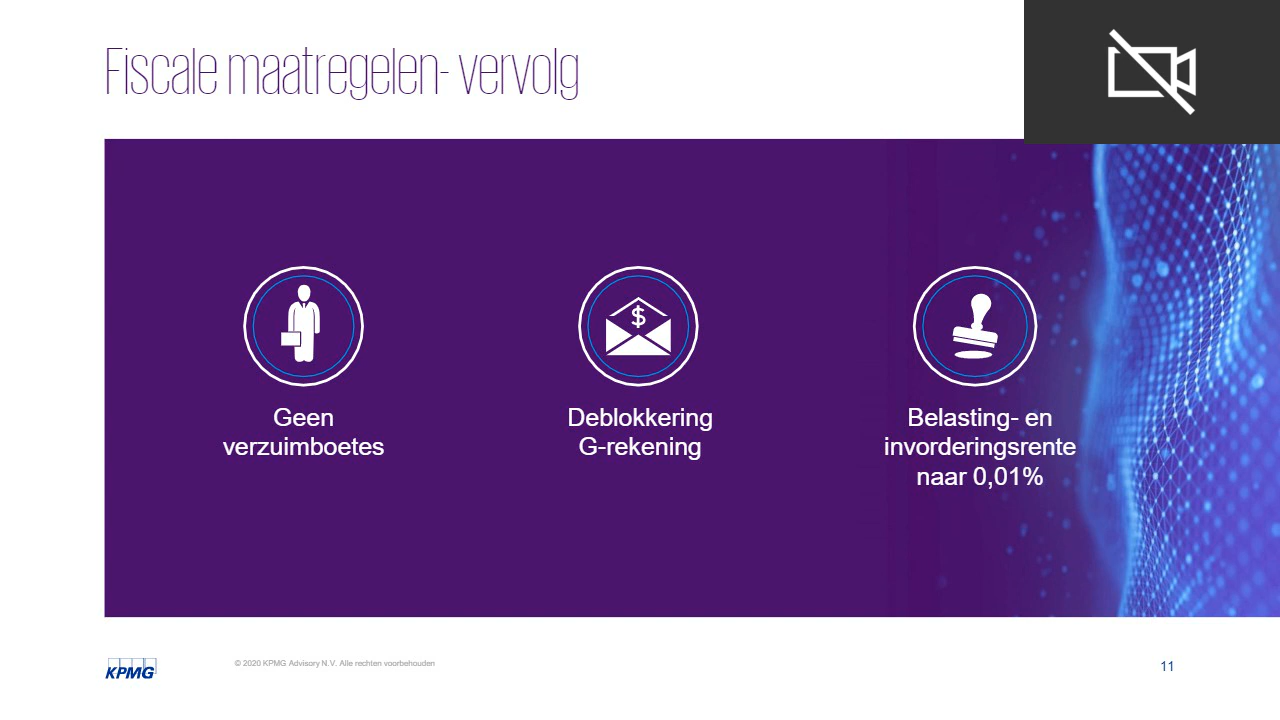 Fiscale maatregelen- vervolg
$
Geen
verzuimboetes
Deblokkering
G-rekening
Belasting- en
invorderingsrente
naar 0,01%
KPMG
© 2020 KPMG Advisory N.V. Alle rechten voorbehouden
11